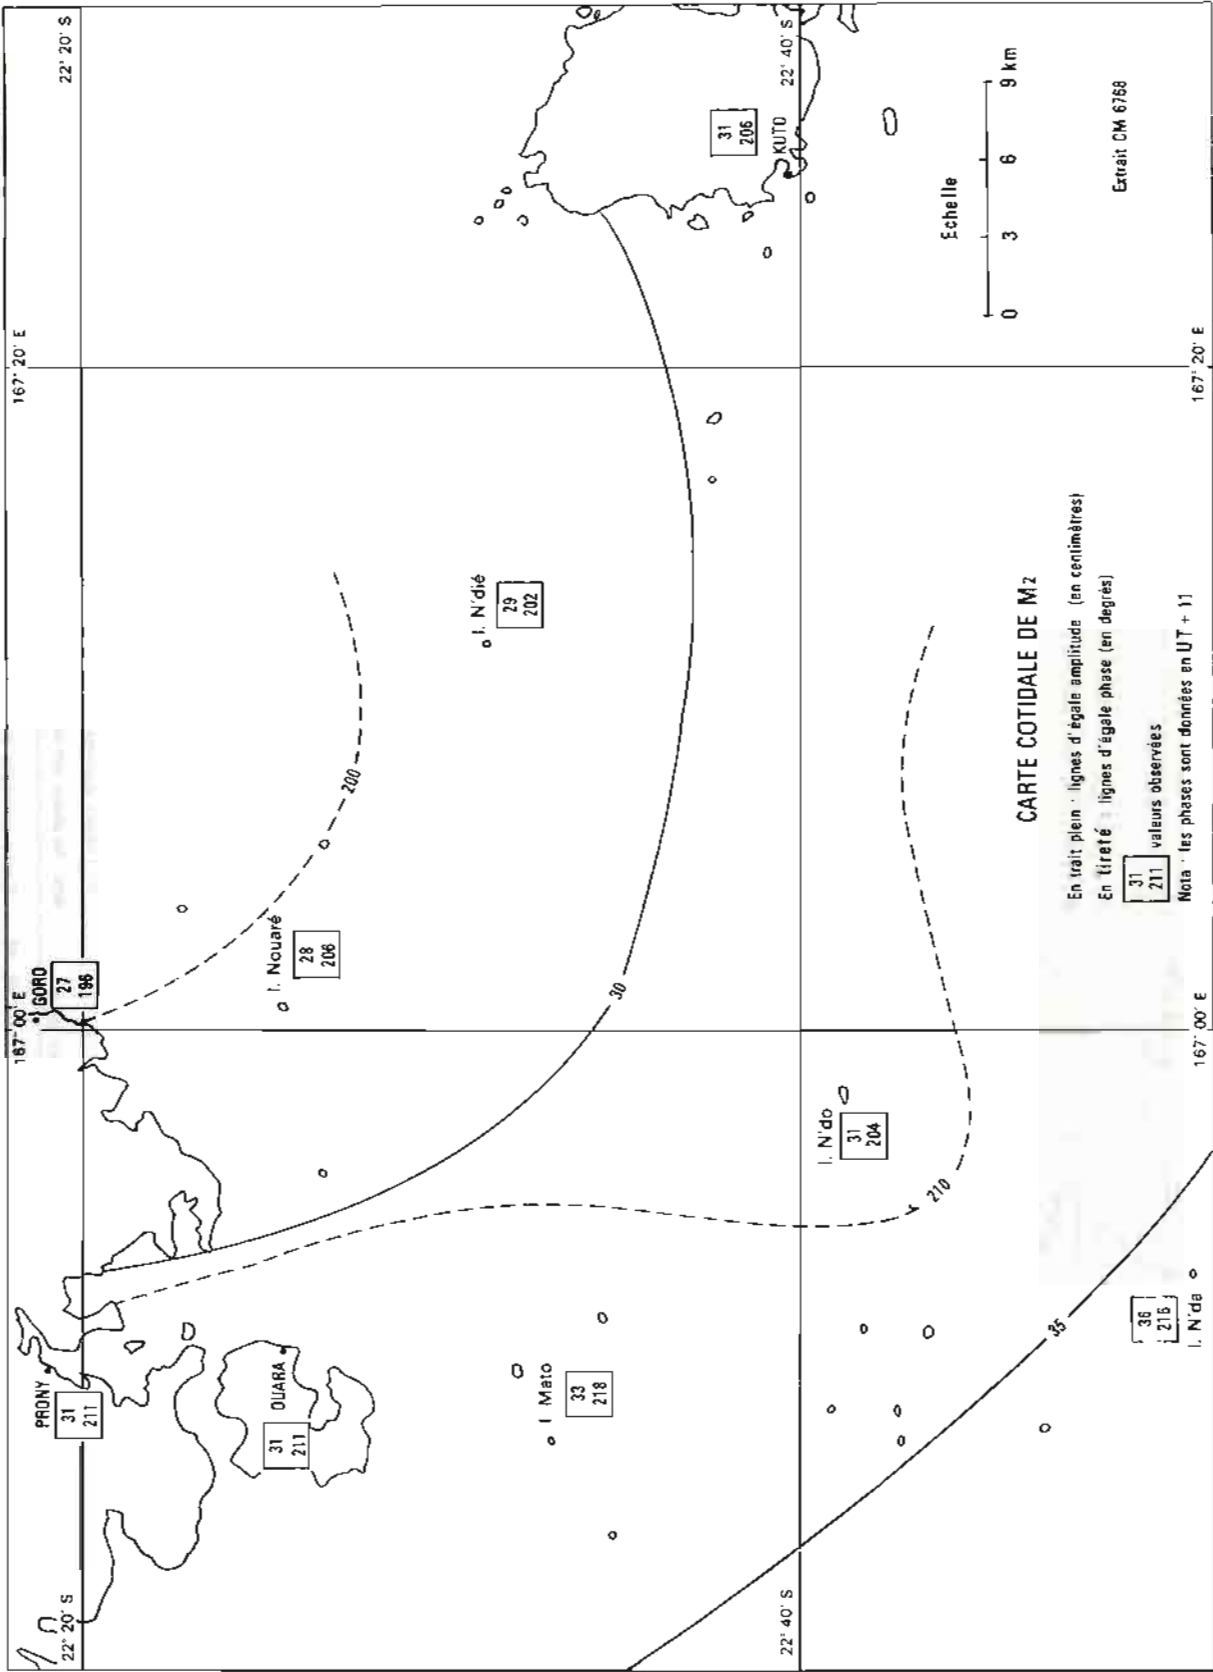 167° 00' E
167° 20' E
22° 20' S
22° 20' S
PRONY
31
211
GORO
27
196
OUARA
31
211
I. Nouaré
28
206
200
I. N'dié
29
202
I Mato
33
218
30
31
206
KUTO
22° 40' S
22° 40' S
I. N'do
31
204
210
35
36
216
I. N'da
Echelle
0 3 6 9 km
CARTE COTIDALE DE M2
En trait plein : lignes d'égale amplitude (en centimètres)
En tireté : lignes d'égale phase (en degrés)
31
211
valeurs observées
Nota : les phases sont données en UT + 11
Extrait CM 6768
167° 00' E
167° 20' E